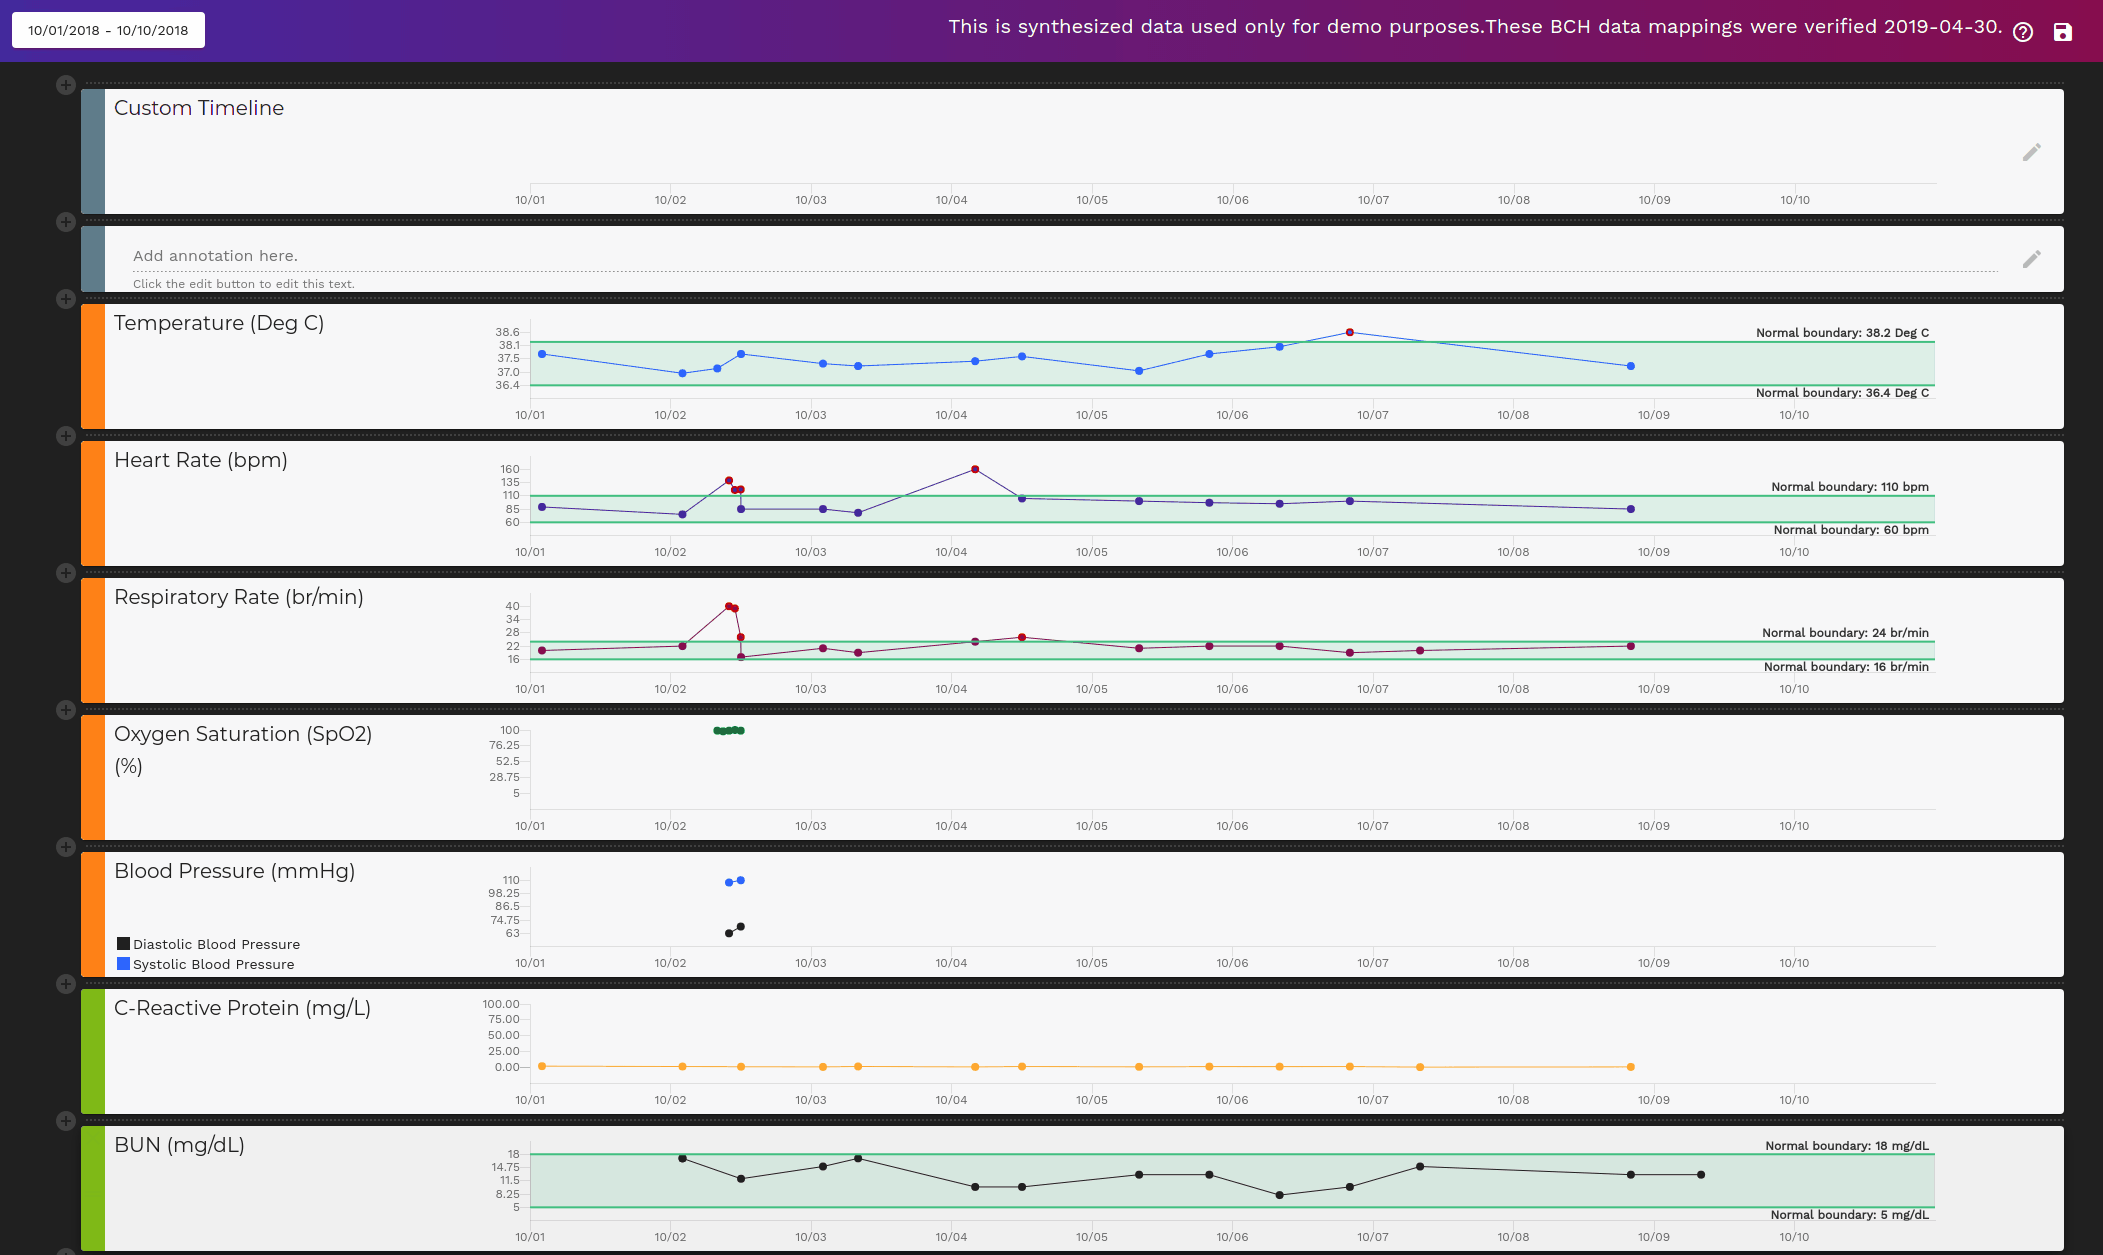 10/01/2018 - 10/10/2018
This is synthesized data used only for demo purposes.These BCH data mappings were verified 2019-04-30.
Custom Timeline
10/01 10/02 10/03 10/04 10/05 10/06 10/07 10/08 10/09 10/10
Add annotation here.
Click the edit button to edit this text.
Temperature (Deg C)
38.6
38.1
37.5
37.0
36.4
Normal boundary: 38.2 Deg C
Normal boundary: 36.4 Deg C
10/01 10/02 10/03 10/04 10/05 10/06 10/07 10/08 10/09 10/10
Heart Rate (bpm)
160
135
110
85
60
Normal boundary: 110 bpm
Normal boundary: 60 bpm
10/01 10/02 10/03 10/04 10/05 10/06 10/07 10/08 10/09 10/10
Respiratory Rate (br/min)
40
34
28
22
16
Normal boundary: 24 br/min
Normal boundary: 16 br/min
10/01 10/02 10/03 10/04 10/05 10/06 10/07 10/08 10/09 10/10
Oxygen Saturation (SpO2)
(%)
100
76.25
52.5
28.75
5
10/01 10/02 10/03 10/04 10/05 10/06 10/07 10/08 10/09 10/10
Blood Pressure (mmHg)
110
98.25
86.5
74.75
63
Diastolic Blood Pressure
Systolic Blood Pressure
10/01 10/02 10/03 10/04 10/05 10/06 10/07 10/08 10/09 10/10
C-Reactive Protein (mg/L)
100.00
75.00
50.00
25.00
0.00
10/01 10/02 10/03 10/04 10/05 10/06 10/07 10/08 10/09 10/10
BUN (mg/dL)
18
14.75
11.5
8.25
5
Normal boundary: 18 mg/dL
Normal boundary: 5 mg/dL
10/01 10/02 10/03 10/04 10/05 10/06 10/07 10/08 10/09 10/10